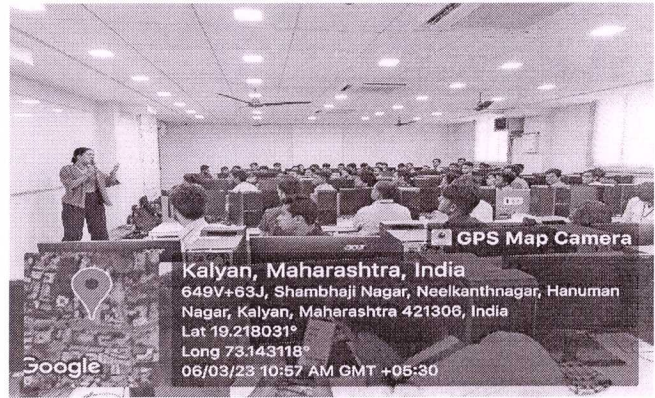 acer
GPS Map Camera
Kalyan, Maharashtra, India
649V+63J, Shambhaji Nagar, Neelkanthnagar, Hanuman
Nagar, Kalyan, Maharashtra 421306, India
Lat 19.218031°
Long 73.143118°
06/03/23 10:57 AM GMT +05:30
Google